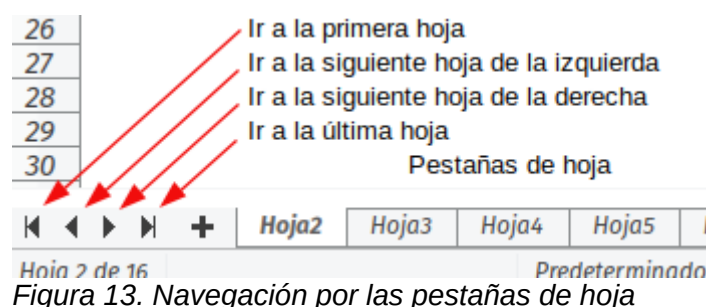 26 Ir a la primera hoja
27 Ir a la siguiente hoja de la izquierda
28 Ir a la siguiente hoja de la derecha
29 Ir a la última hoja
30 Pestañas de hoja
Hoja2 Hoja3 Hoja4 Hoja5
Hoja 2 de 16 Predeterminado
Figura 13. Navegación por las pestañas de hoja